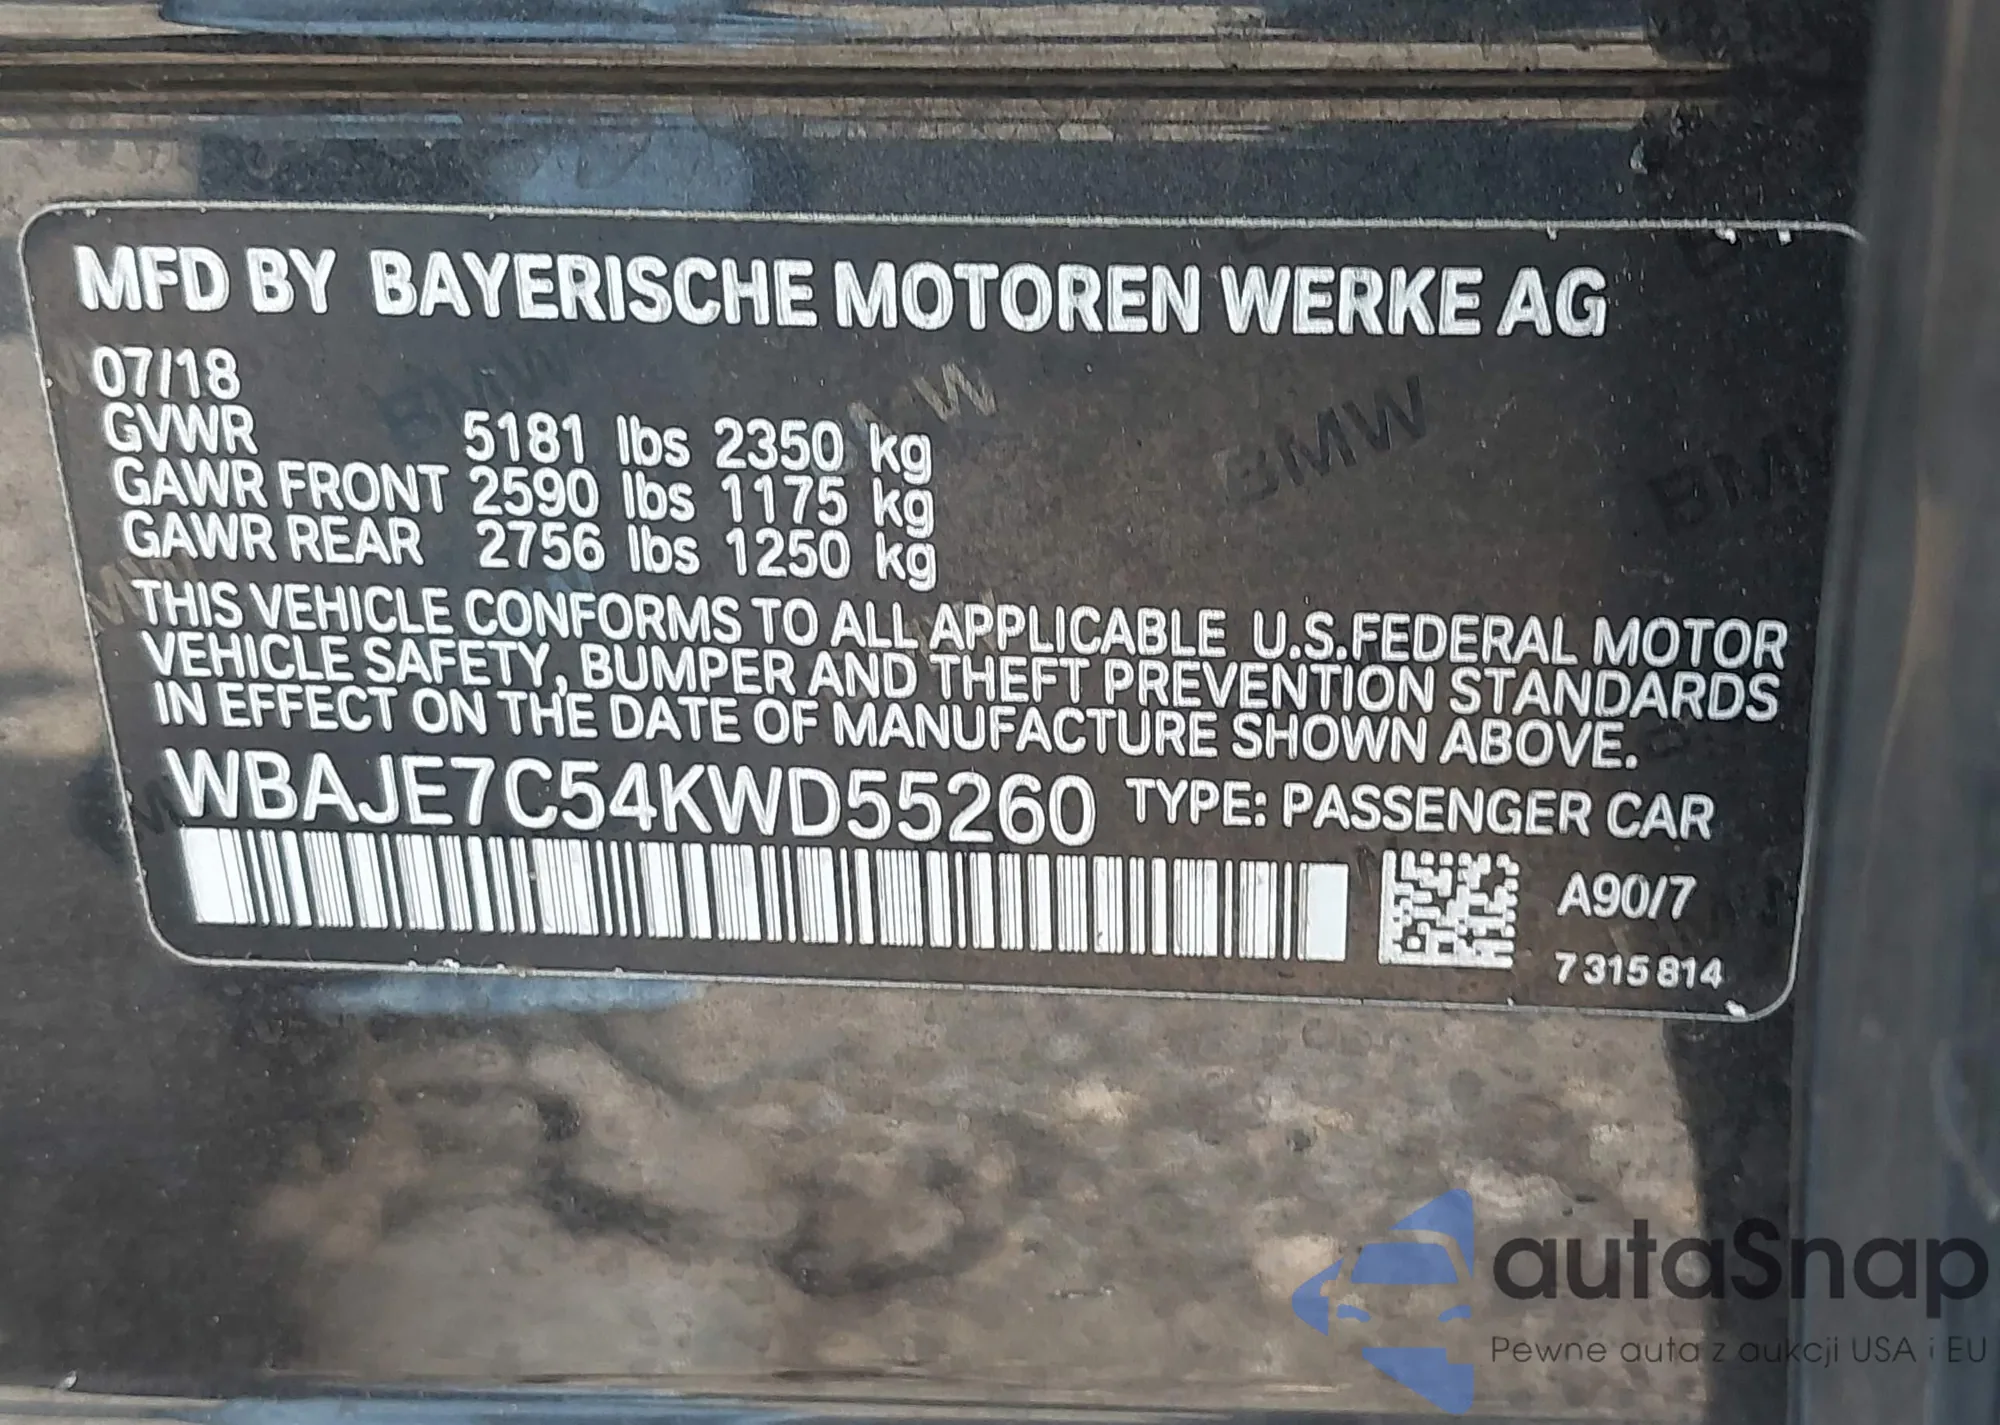 MFD BY BAYERISCHE MOTOREN WERKE AG
07/18
GVWR 5181 lbs 2350 kg
GAWR FRONT 2590 lbs 1175 kg
GAWR REAR 2756 lbs 1250 kg
THIS VEHICLE CONFORMS TO ALL APPLICABLE U.S.FEDERAL MOTOR
VEHICLE SAFETY, BUMPER AND THEFT PREVENTION STANDARDS
IN EFFECT ON THE DATE OF MANUFACTURE SHOWN ABOVE.
WBAJE7C54KWD55260 TYPE: PASSENGER CAR
A90/7
7 315 814
BMW
BMW
BMW
autaSnap
Pewne auta z aukcji USA i EU